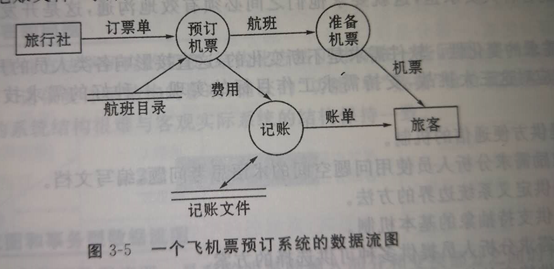 旅行社
订票单
预订
机票
航班
准备
机票
航班目录
费用
机票
记账
账单
旅客
记账文件
图 3-5 一个飞机票预订系统的数据流图